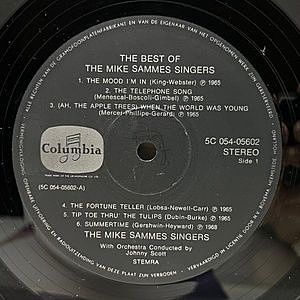 THE BEST OF
THE MIKE SAMMES SINGERS
1. THE MOOD I'M IN (King-Webster) ℗ 1965
2. THE TELEPHONE SONG
(Menescal-Boscoli-Gimbel) ℗ 1965
3. (AH, THE APPLE TREES) WHEN THE WORLD WAS YOUNG
(Mercer-Phillipe-Gerard) ℗ 1965
Columbia
5C 054-05602
STEREO
Side 1
(5C 054-05602-A)
4. THE FORTUNE TELLER (Lobsa-Newell-Carr) ℗ 1965
5. TIP TOE THRU' THE TULIPS (Dubin-Burke) ℗ 1965
6. SUMMERTIME (Gershwin-Heyward) ℗ 1968
THE MIKE SAMMES SINGERS
With Orchestra Conducted by
Johnny Scott
STEMRA